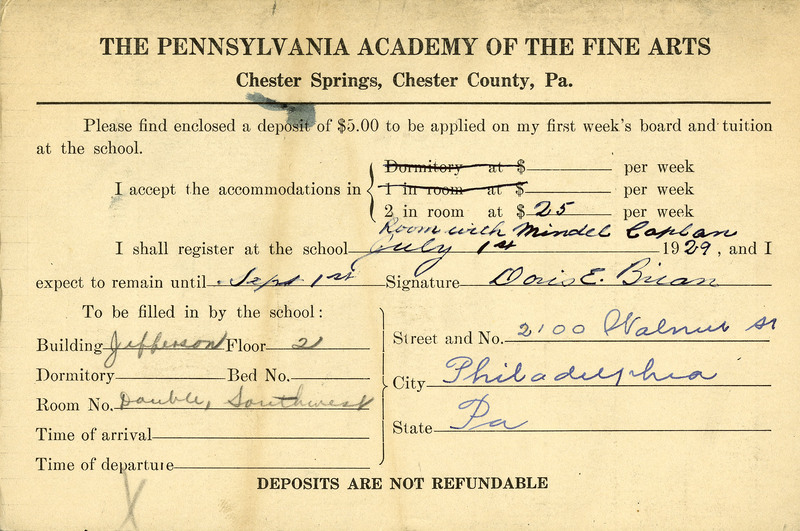 THE PENNSYLVANIA ACADEMY OF THE FINE ARTS
Chester Springs, Chester County, Pa.
Please find enclosed a deposit of $5.00 to be applied on my first week's board and tuition
at the school.
Dormitory at $ per week
I accept the accommodations in 1 in room at $ per week
2 in room at $ 25 per week
Room with Mindel Caplan
I shall register at the school July 1st 1929, and I
expect to remain until Sept 1st Signature Doris E. Brian
To be filled in by the school:
Building Jefferson Floor 2
Dormitory Bed No.
Room No. Double, Southwest
Time of arrival
Time of departure
Street and No. 2100 Walnut St
City Philadelphia
State Pa
DEPOSITS ARE NOT REFUNDABLE
X